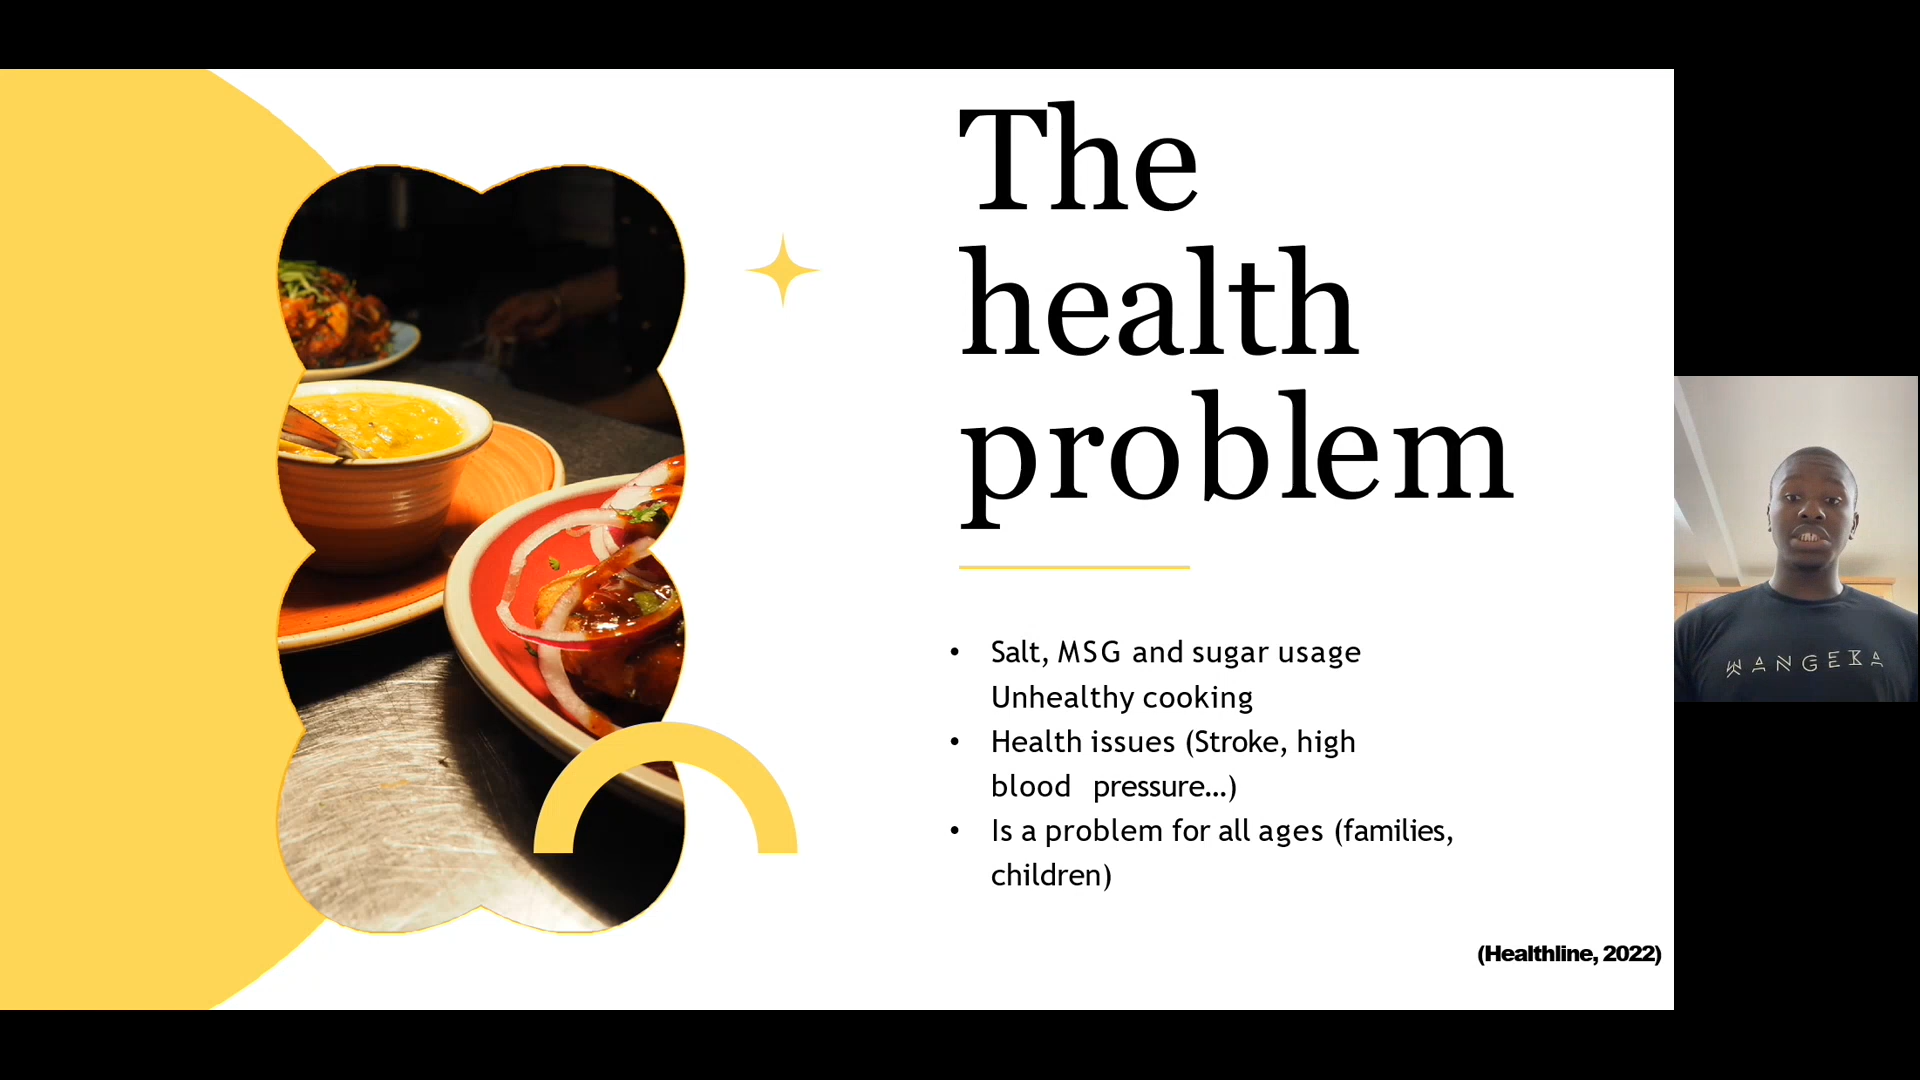 The
health
problem
• Salt, MSG and sugar usage
Unhealthy cooking
• Health issues (Stroke, high
blood pressure...)
• Is a problem for all ages (families,
children)
(Healthline, 2022)
WANGEBA